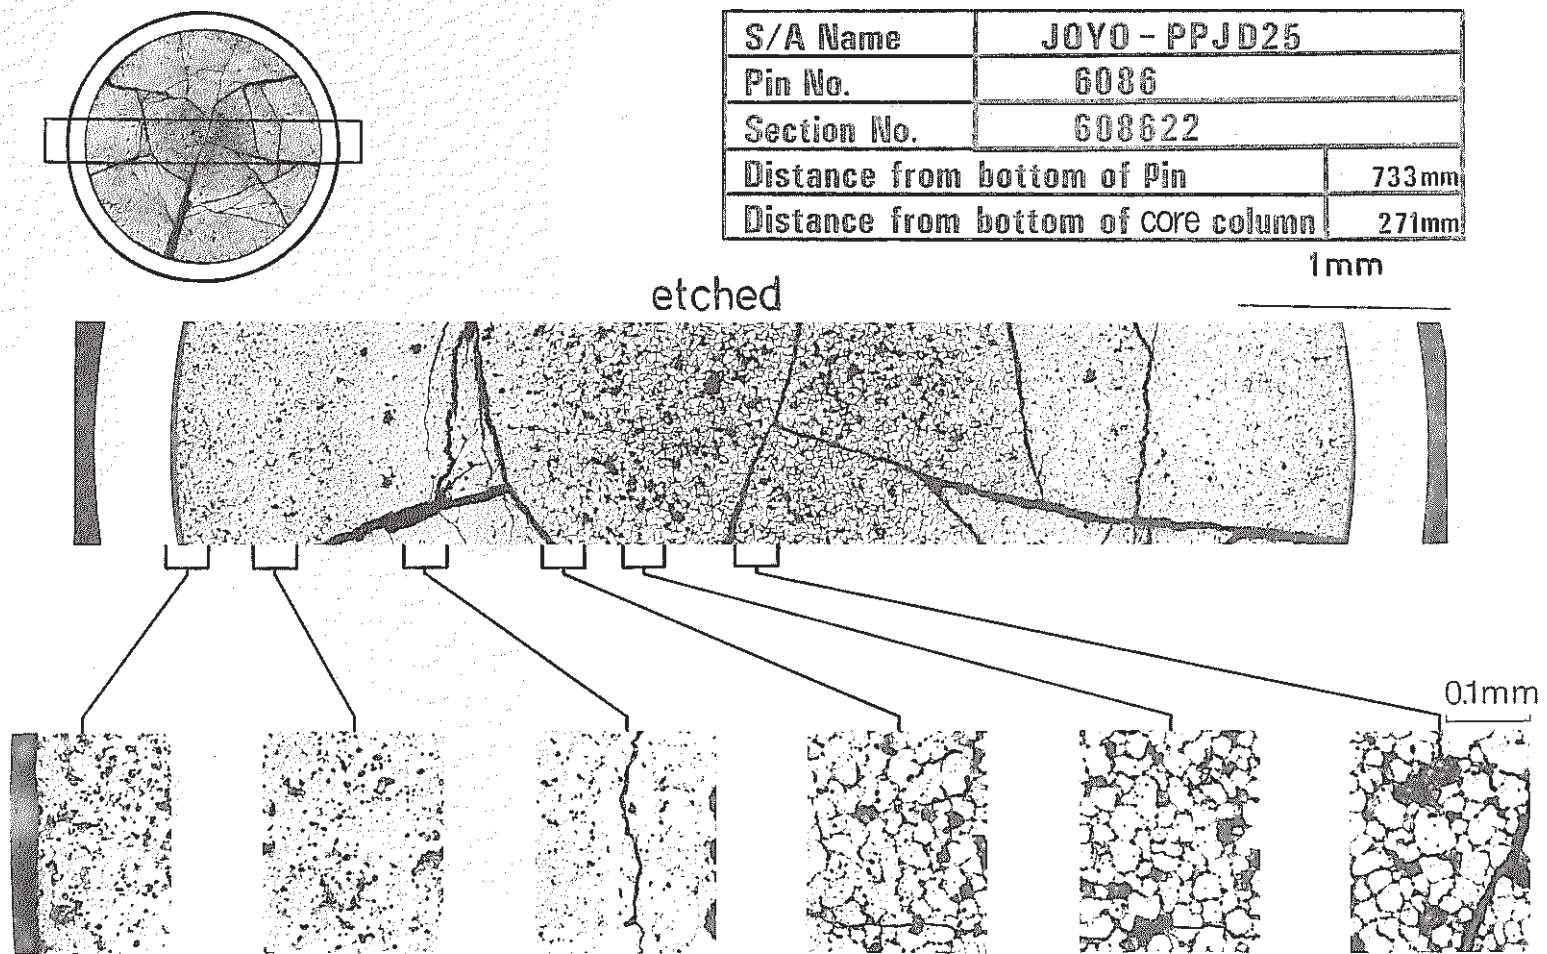 S/A Name JOYO-PPJD25
Pin No. 6086
Section No. 608622
Distance from bottom of Pin 733mm
Distance from bottom of core column 271mm
1mm
etched
0.1mm